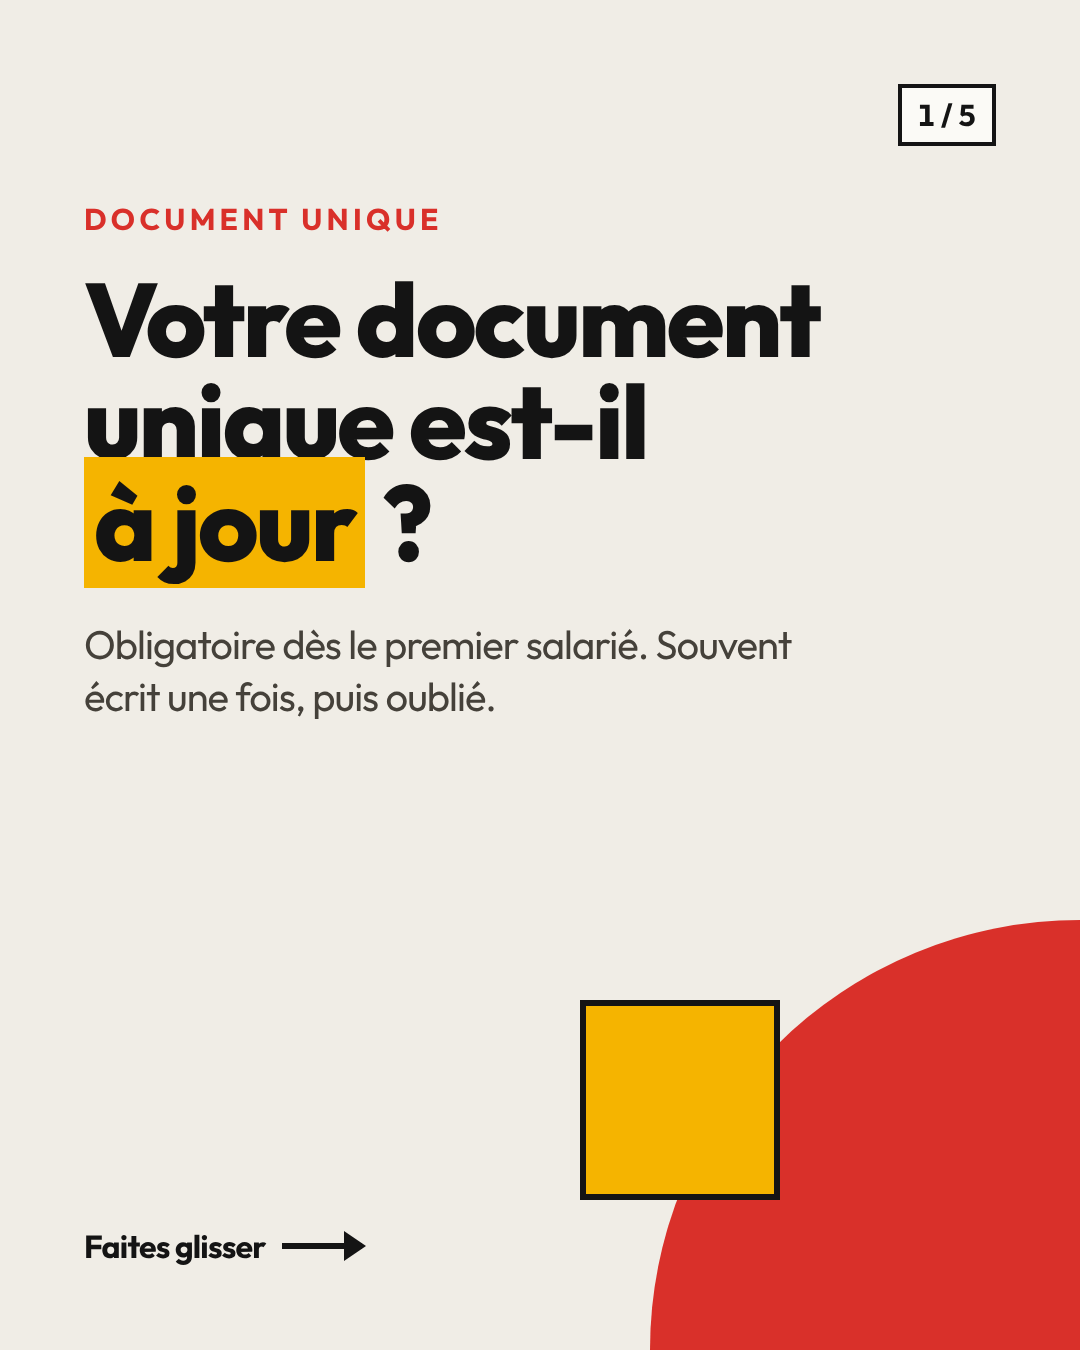 1 / 5
DOCUMENT UNIQUE
Votre document
unique est-il
à jour ?
Obligatoire dès le premier salarié. Souvent
écrit une fois, puis oublié.
Faites glisser